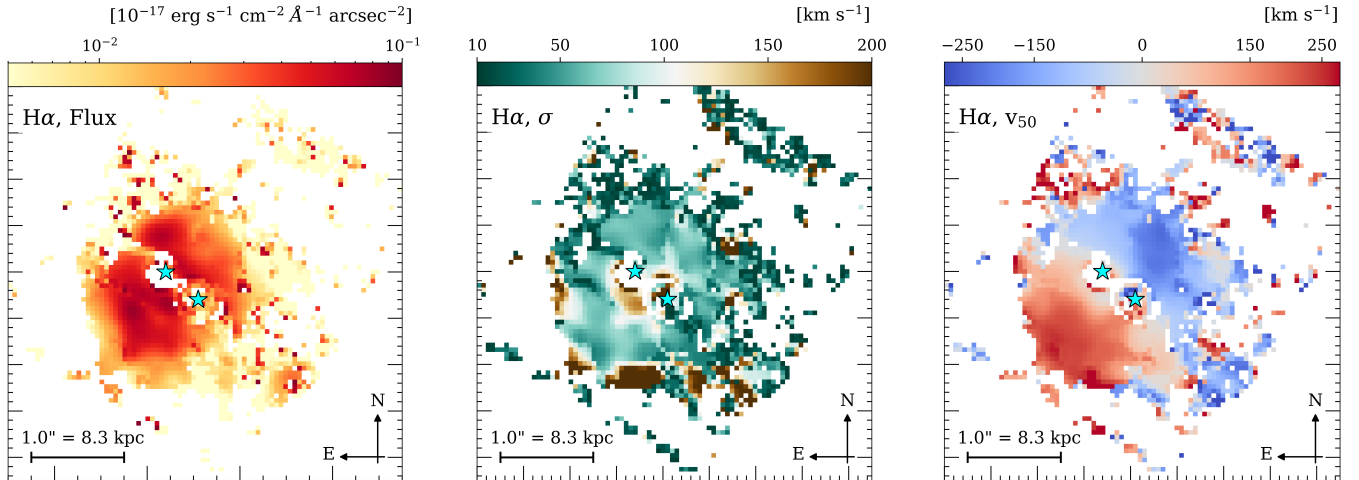 [10⁻¹⁷ erg s⁻¹ cm⁻² Å⁻¹ arcsec⁻²]
10⁻² 10⁻¹
Hα, Flux
1.0" = 8.3 kpc
N
E
[km s⁻¹]
10 50 100 150 200
Hα, σ
1.0" = 8.3 kpc
N
E
[km s⁻¹]
−250 −150 0 150 250
Hα, v₅₀
1.0" = 8.3 kpc
N
E